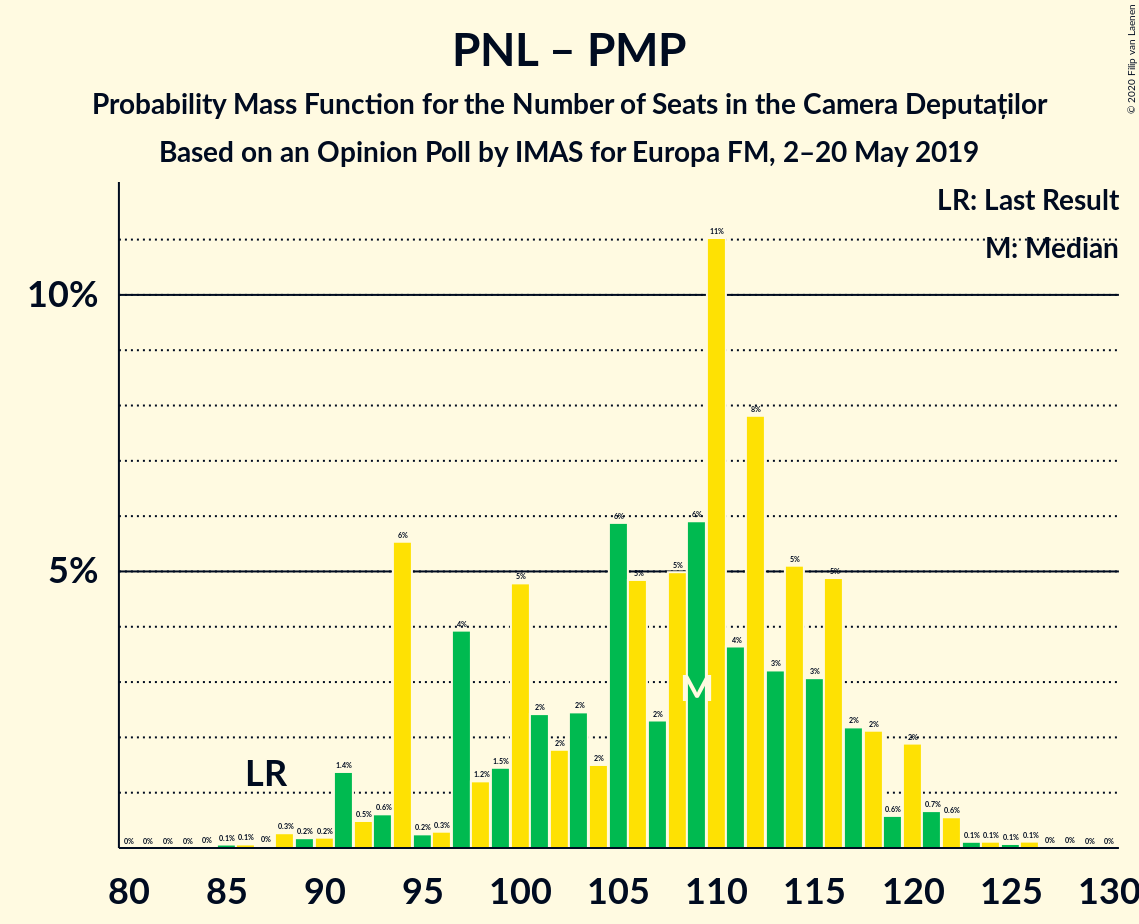 PNL – PMP
Probability Mass Function for the Number of Seats in the Camera Deputaților
Based on an Opinion Poll by IMAS for Europa FM, 2–20 May 2019
© 2020 Filip van Laenen
LR: Last Result
M: Median
10%
5%
LR
M
0% 0% 0% 0% 0% 0.1% 0.1% 0% 0.3% 0.2% 0.2% 1.4% 0.5% 0.6% 6% 0.2% 0.3% 4% 1.2% 1.5% 5% 2% 2% 2% 2% 6% 5% 2% 5% 6% 11% 4% 8% 3% 5% 3% 5% 2% 2% 0.6% 2% 0.7% 0.6% 0.1% 0.1% 0.1% 0.1% 0% 0% 0% 0%
80 85 90 95 100 105 110 115 120 125 130